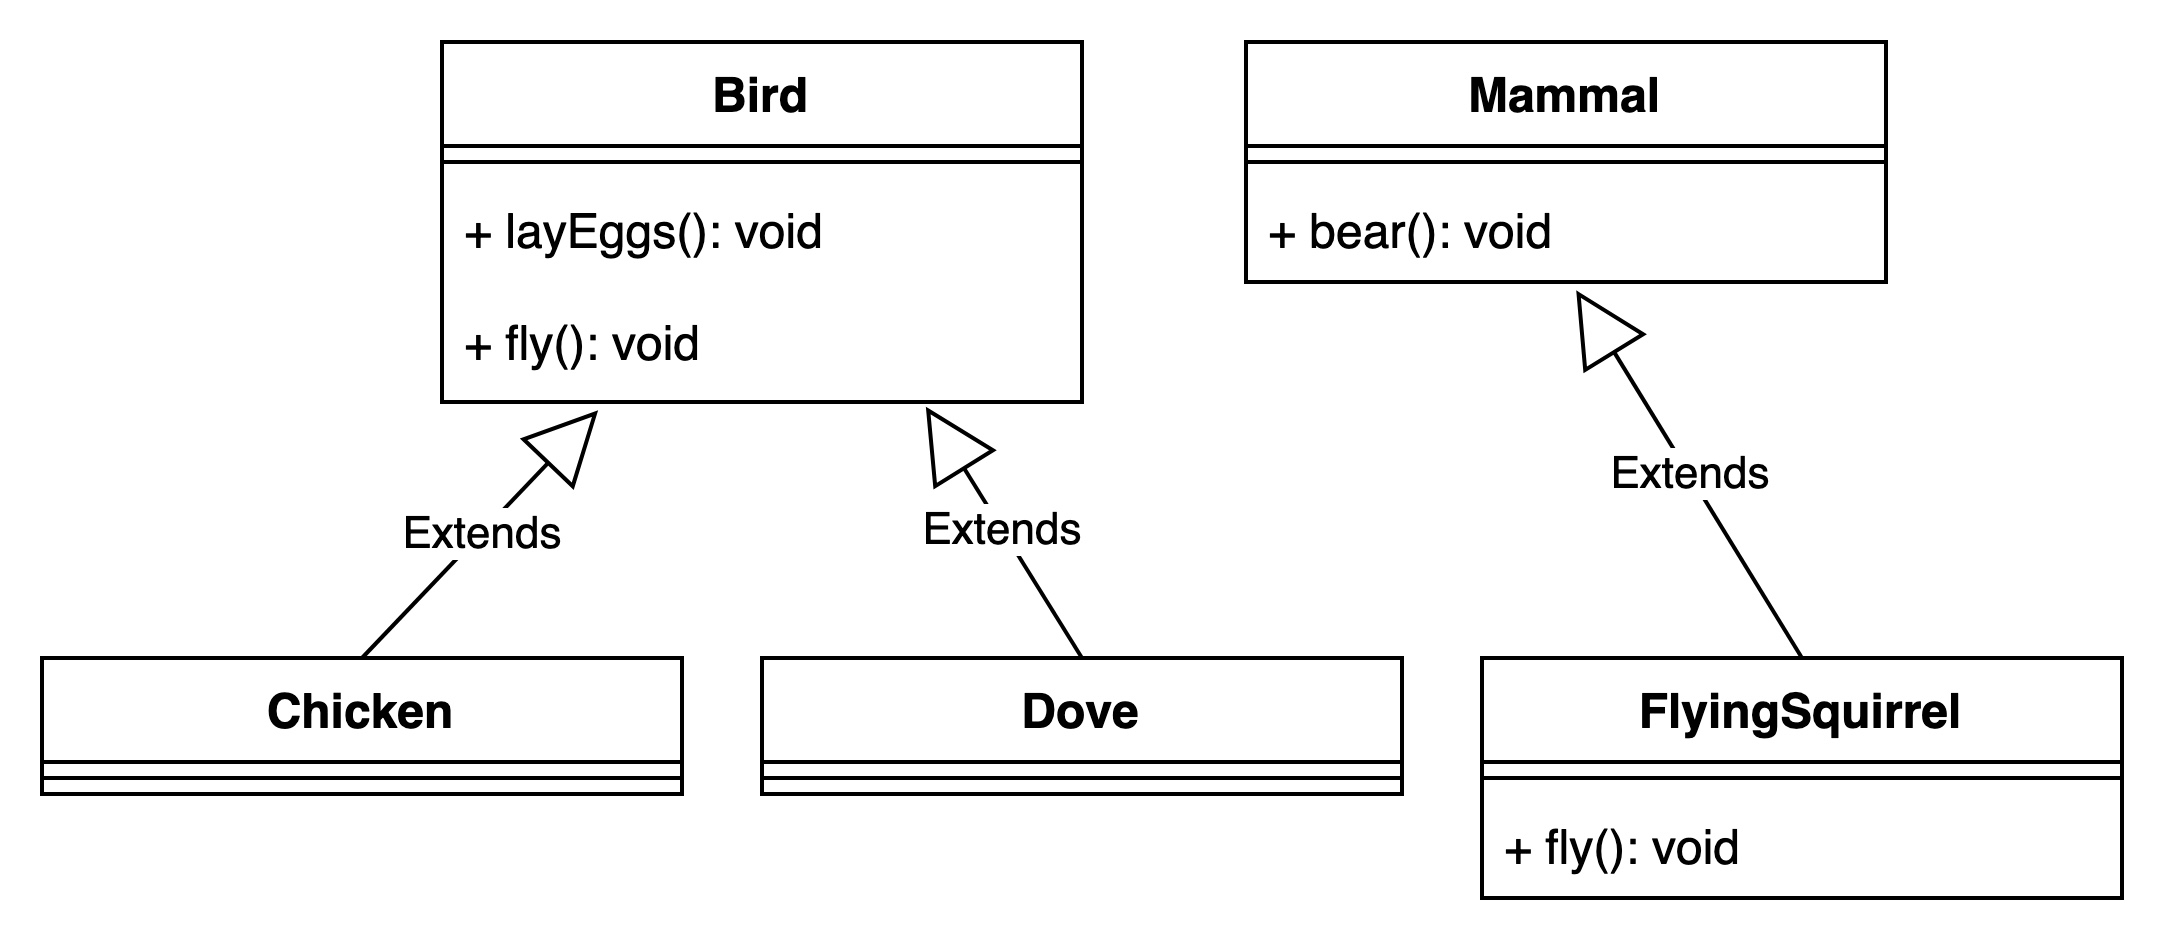 Bird
+ layEggs(): void
+ fly(): void
Mammal
+ bear(): void
Extends
Extends
Extends
Chicken
Dove
FlyingSquirrel
+ fly(): void